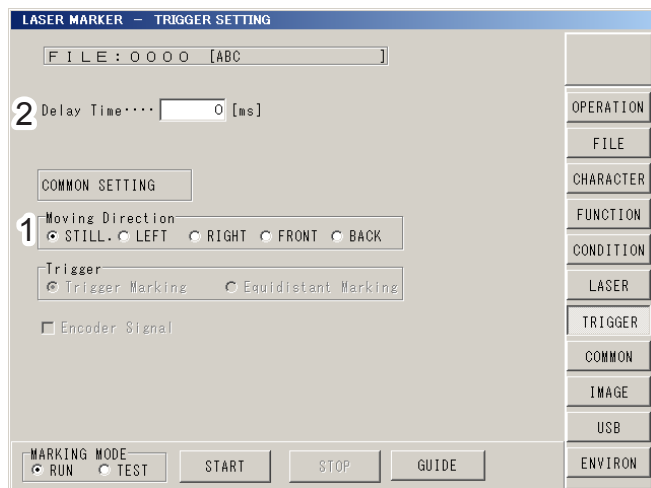 LASER MARKER － TRIGGER SETTING
FILE:0000 [ABC ]
2 Delay Time････ 0 [ms]
COMMON SETTING
1 Moving Direction
STILL. LEFT RIGHT FRONT BACK
Trigger
Trigger Marking Equidistant Marking
Encoder Signal
MARKING MODE
RUN TEST START STOP GUIDE
OPERATION
FILE
CHARACTER
FUNCTION
CONDITION
LASER
TRIGGER
COMMON
IMAGE
USB
ENVIRON